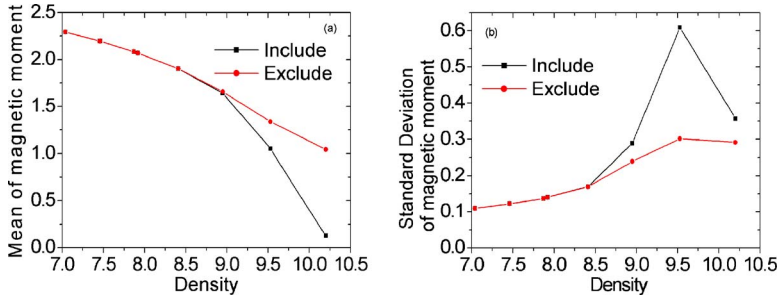 (a)
Include
Exclude
Mean of magnetic moment
2.5
2.0
1.5
1.0
0.5
0.0
7.0 7.5 8.0 8.5 9.0 9.5 10.0 10.5
Density
(b)
Include
Exclude
Standard Deviation
of magnetic moment
0.6
0.5
0.4
0.3
0.2
0.1
0.0
7.0 7.5 8.0 8.5 9.0 9.5 10.0 10.5
Density